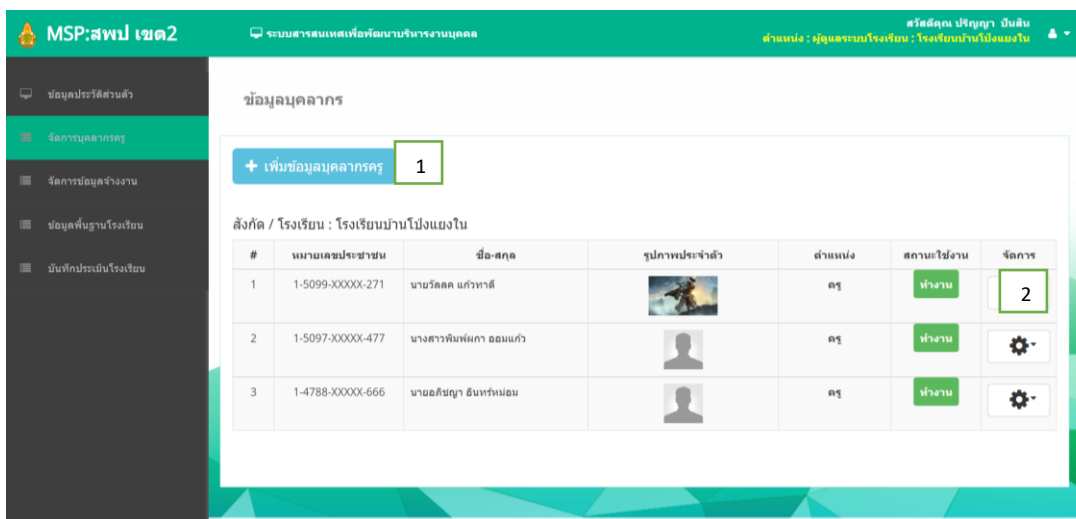 MSP:สพป เขต2
ระบบสารสนเทศเพื่อพัฒนาบริหารงานบุคคล
สวัสดีคุณ ปริญญา ปันสิน
ตำแหน่ง : ผู้ดูแลระบบโรงเรียน : โรงเรียนบ้านโป่งแยงใน
ข้อมูลประวัติส่วนตัว
จัดการบุคลากรครู
จัดการข้อมูลจ้างงาน
ข้อมูลพื้นฐานโรงเรียน
บันทึกประเมินโรงเรียน
ข้อมูลบุคลากร
เพิ่มข้อมูลบุคลากรครู 1
สังกัด / โรงเรียน : โรงเรียนบ้านโป่งแยงใน
# หมายเลขประชาชน ชื่อ-สกุล รูปภาพประจำตัว ตำแหน่ง สถานะใช้งาน จัดการ
1 1-5099-XXXXX-271 นายวัลลค แก้วทาดี ครู ทำงาน 2
2 1-5097-XXXXX-477 นางสาวพิมพ์ผกา ออมแก้ว ครู ทำงาน
3 1-4788-XXXXX-666 นายอภิชญา อินทร์หม่อม ครู ทำงาน